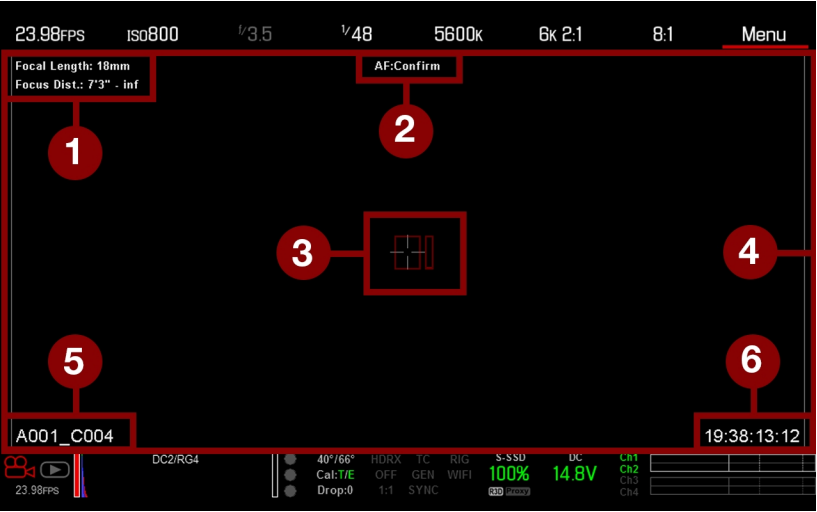 23.98FPS ISO800 f/3.5 1/48 5600K 6K 2:1 8:1 Menu
Focal Length: 18mm
Focus Dist.: 7'3" - inf
AF:Confirm
1
2
3
4
5
6
A001_C004
19:38:13:12
DC2/RG4
23.98FPS
40°/66° HDRX TC RIG
Cal:T/E OFF GEN WIFI
Drop:0 1:1 SYNC
S-SSD
100%
R3D Proxy
DC
14.8V
Ch1
Ch2
Ch3
Ch4